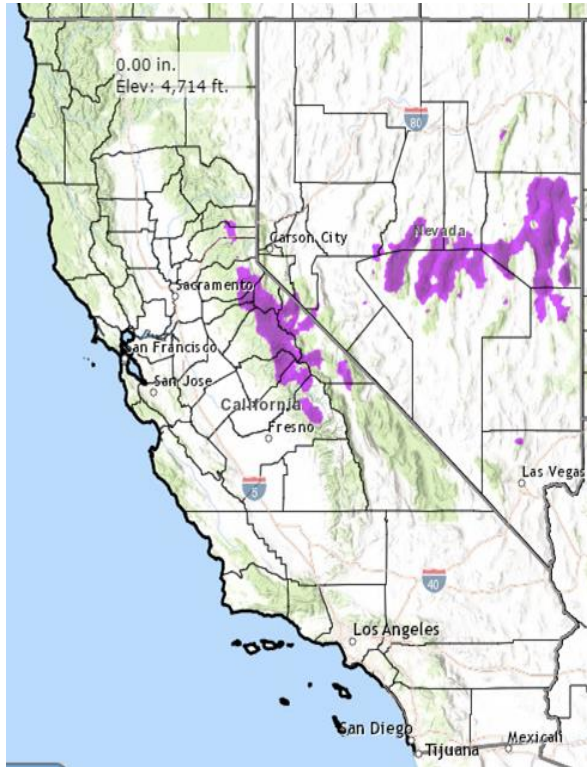 0.00 in.
Elev: 4,714 ft.
80
Nevada
Carson City
Sacramento
San Francisco
San Jose
California
Fresno
5
Las Vegas
40
Los Angeles
San Diego
Tijuana
Mexicali